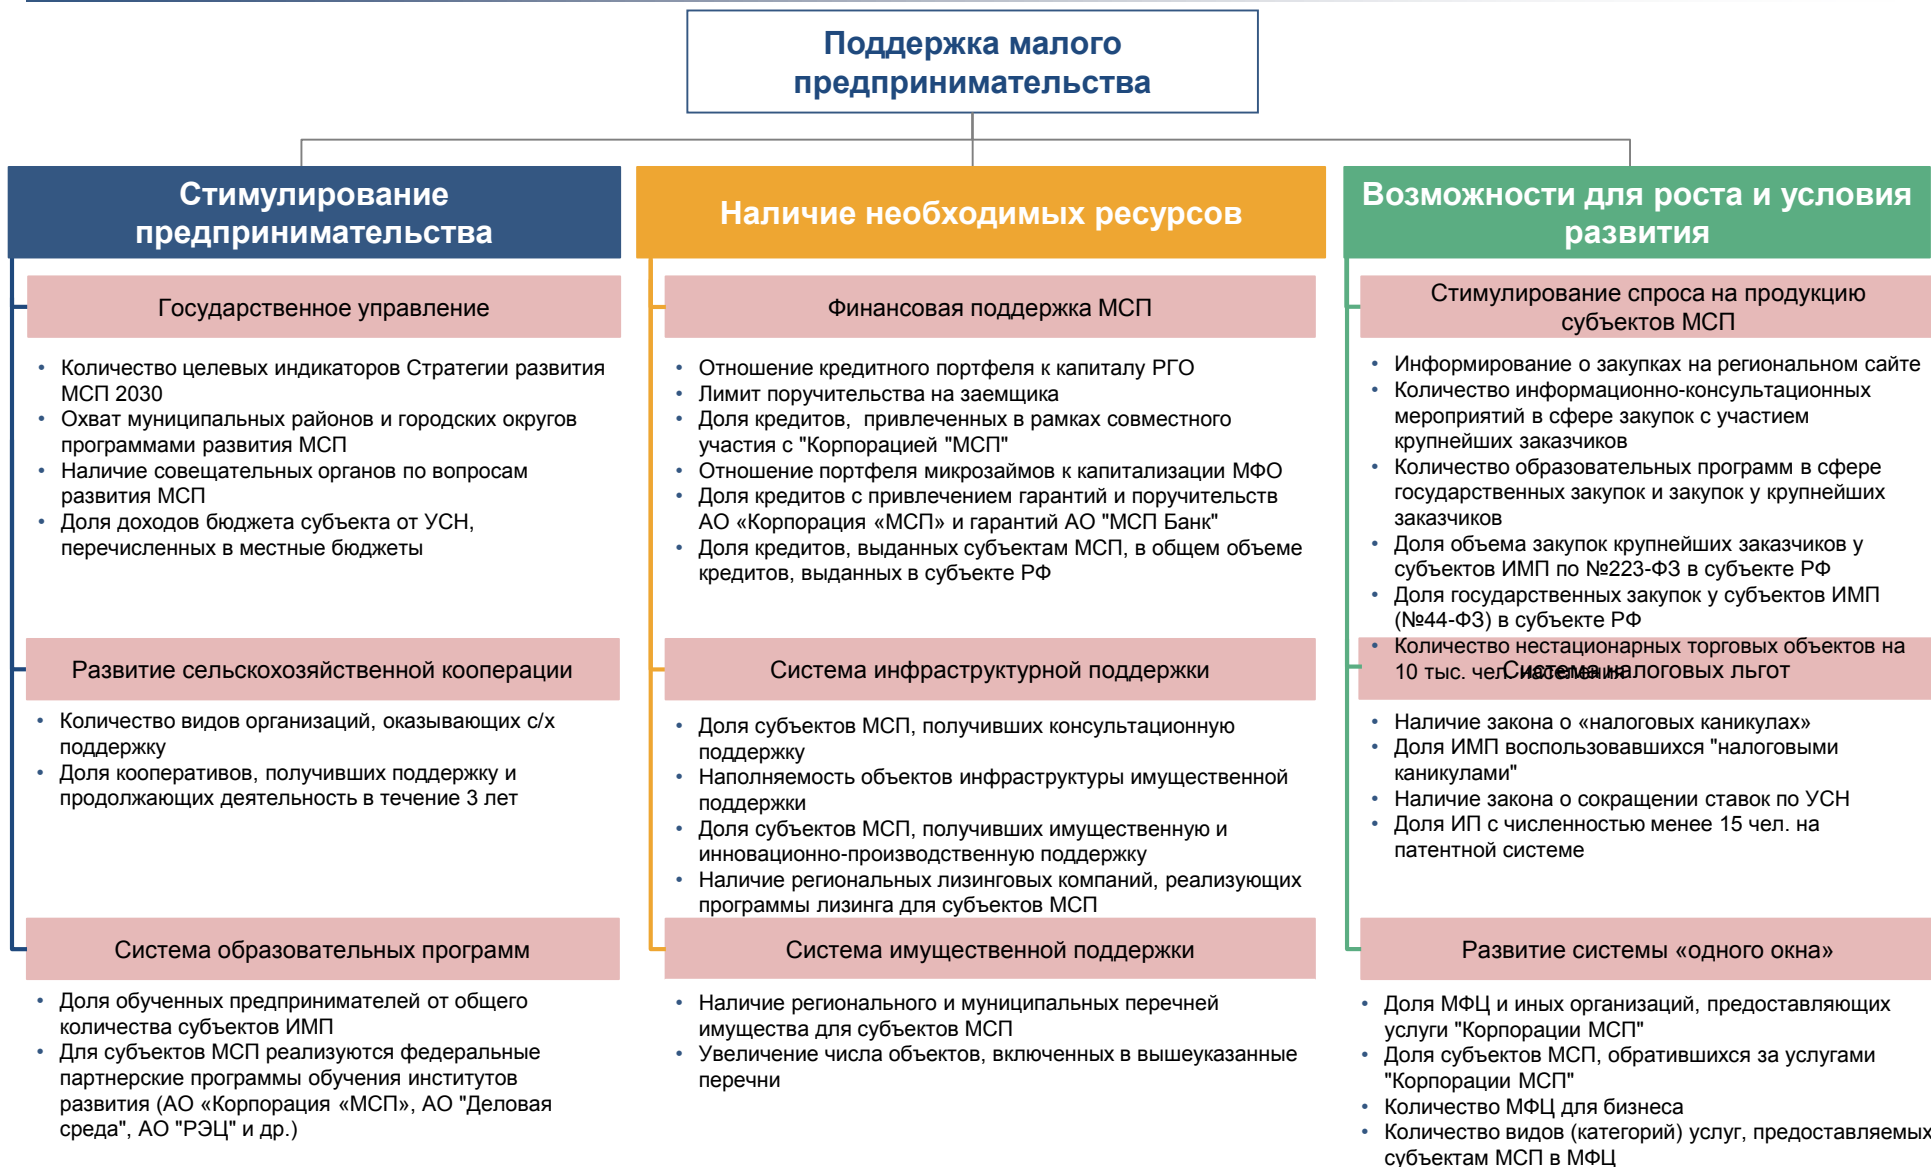 Поддержка малого
предпринимательства
Стимулирование
предпринимательства
Государственное управление
• Количество целевых индикаторов Стратегии развития
МСП 2030
• Охват муниципальных районов и городских округов
программами развития МСП
• Наличие совещательных органов по вопросам
развития МСП
• Доля доходов бюджета субъекта от УСН,
перечисленных в местные бюджеты
Развитие сельскохозяйственной кооперации
• Количество видов организаций, оказывающих с/х
поддержку
• Доля кооперативов, получивших поддержку и
продолжающих деятельность в течение 3 лет
Система образовательных программ
• Доля обученных предпринимателей от общего
количества субъектов ИМП
• Для субъектов МСП реализуются федеральные
партнерские программы обучения институтов
развития (АО «Корпорация «МСП», АО "Деловая
среда", АО "РЭЦ" и др.)
Наличие необходимых ресурсов
Финансовая поддержка МСП
• Отношение кредитного портфеля к капиталу РГО
• Лимит поручительства на заемщика
• Доля кредитов, привлеченных в рамках совместного
участия с "Корпорацией "МСП"
• Отношение портфеля микрозаймов к капитализации МФО
• Доля кредитов с привлечением гарантий и поручительств
АО «Корпорация «МСП» и гарантий АО "МСП Банк"
• Доля кредитов, выданных субъектам МСП, в общем объеме
кредитов, выданных в субъекте РФ
Система инфраструктурной поддержки
• Доля субъектов МСП, получивших консультационную
поддержку
• Наполняемость объектов инфраструктуры имущественной
поддержки
• Доля субъектов МСП, получивших имущественную и
инновационно-производственную поддержку
• Наличие региональных лизинговых компаний, реализующих
программы лизинга для субъектов МСП
Система имущественной поддержки
• Наличие регионального и муниципальных перечней
имущества для субъектов МСП
• Увеличение числа объектов, включенных в вышеуказанные
перечни
Возможности для роста и условия
развития
Стимулирование спроса на продукцию
субъектов МСП
• Информирование о закупках на региональном сайте
• Количество информационно-консультационных
мероприятий в сфере закупок с участием
крупнейших заказчиков
• Количество образовательных программ в сфере
государственных закупок и закупок у крупнейших
заказчиков
• Доля объема закупок крупнейших заказчиков у
субъектов ИМП по №223-ФЗ в субъекте РФ
• Доля государственных закупок у субъектов ИМП
(№44-ФЗ) в субъекте РФ
• Количество нестационарных торговых объектов на
10 тыс. чел. населения
Система налоговых льгот
• Наличие закона о «налоговых каникулах»
• Доля ИМП воспользовавшихся "налоговыми
каникулами"
• Наличие закона о сокращении ставок по УСН
• Доля ИП с численностью менее 15 чел. на
патентной системе
Развитие системы «одного окна»
• Доля МФЦ и иных организаций, предоставляющих
услуги "Корпорации МСП"
• Доля субъектов МСП, обратившихся за услугами
"Корпорации МСП"
• Количество МФЦ для бизнеса
• Количество видов (категорий) услуг, предоставляемых
субъектам МСП в МФЦ